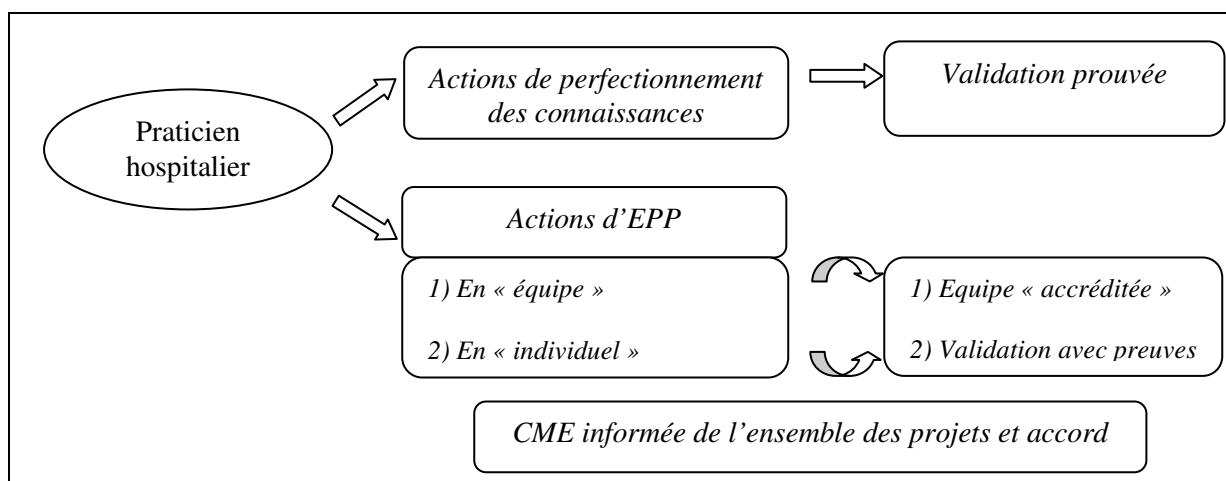 Praticien
hospitalier
Actions de perfectionnement
des connaissances
Validation prouvée
Actions d’EPP
1) En « équipe »
2) En « individuel »
1) Equipe « accréditée »
2) Validation avec preuves
CME informée de l’ensemble des projets et accord